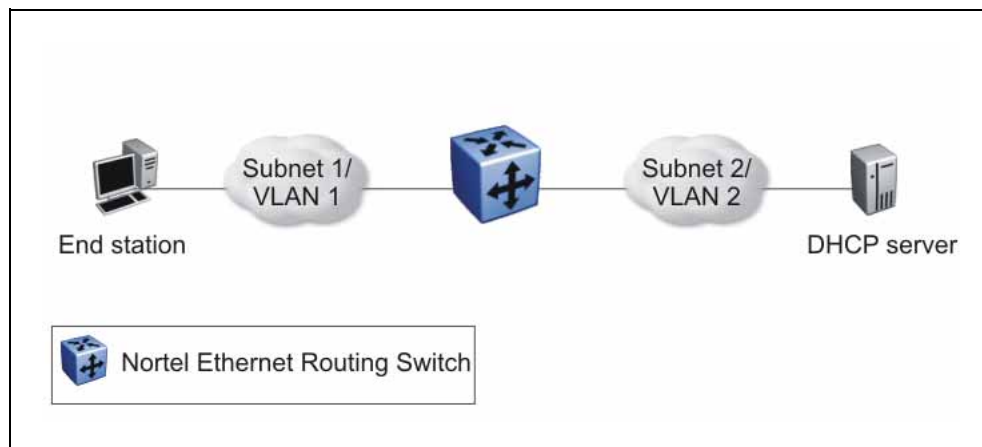 Subnet 1/
VLAN 1
Subnet 2/
VLAN 2
End station
DHCP server
Nortel Ethernet Routing Switch